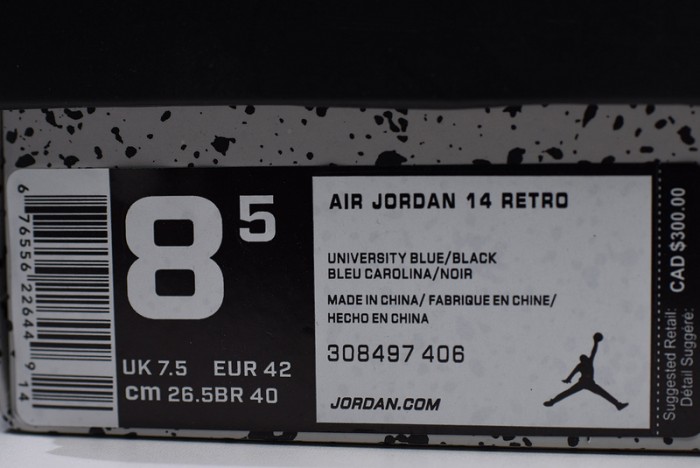 6 76556 22644 9 14
8 5
UK 7.5 EUR 42
cm 26.5BR 40
AIR JORDAN 14 RETRO
UNIVERSITY BLUE/BLACK
BLEU CAROLINA/NOIR
MADE IN CHINA/ FABRIQUE EN CHINE/
HECHO EN CHINA
308497 406
JORDAN.COM
Suggested Retail: CAD $300.00
Détail Suggéré: